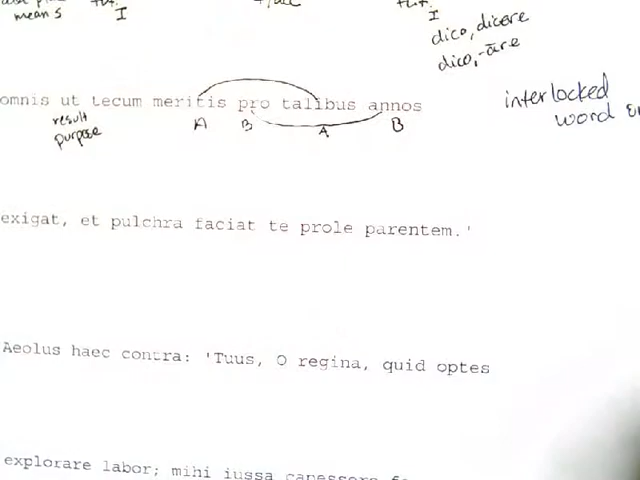 means I I
dico, dicere
dico, -āre
omnis ut tecum meritis pro talibus annos
result
purpose
A B A B
interlocked
word
exigat, et pulchra faciat te prole parentem.'
Aeolus haec contra: 'Tuus, O regina, quid optes
explorare labor; mihi iussa capessere